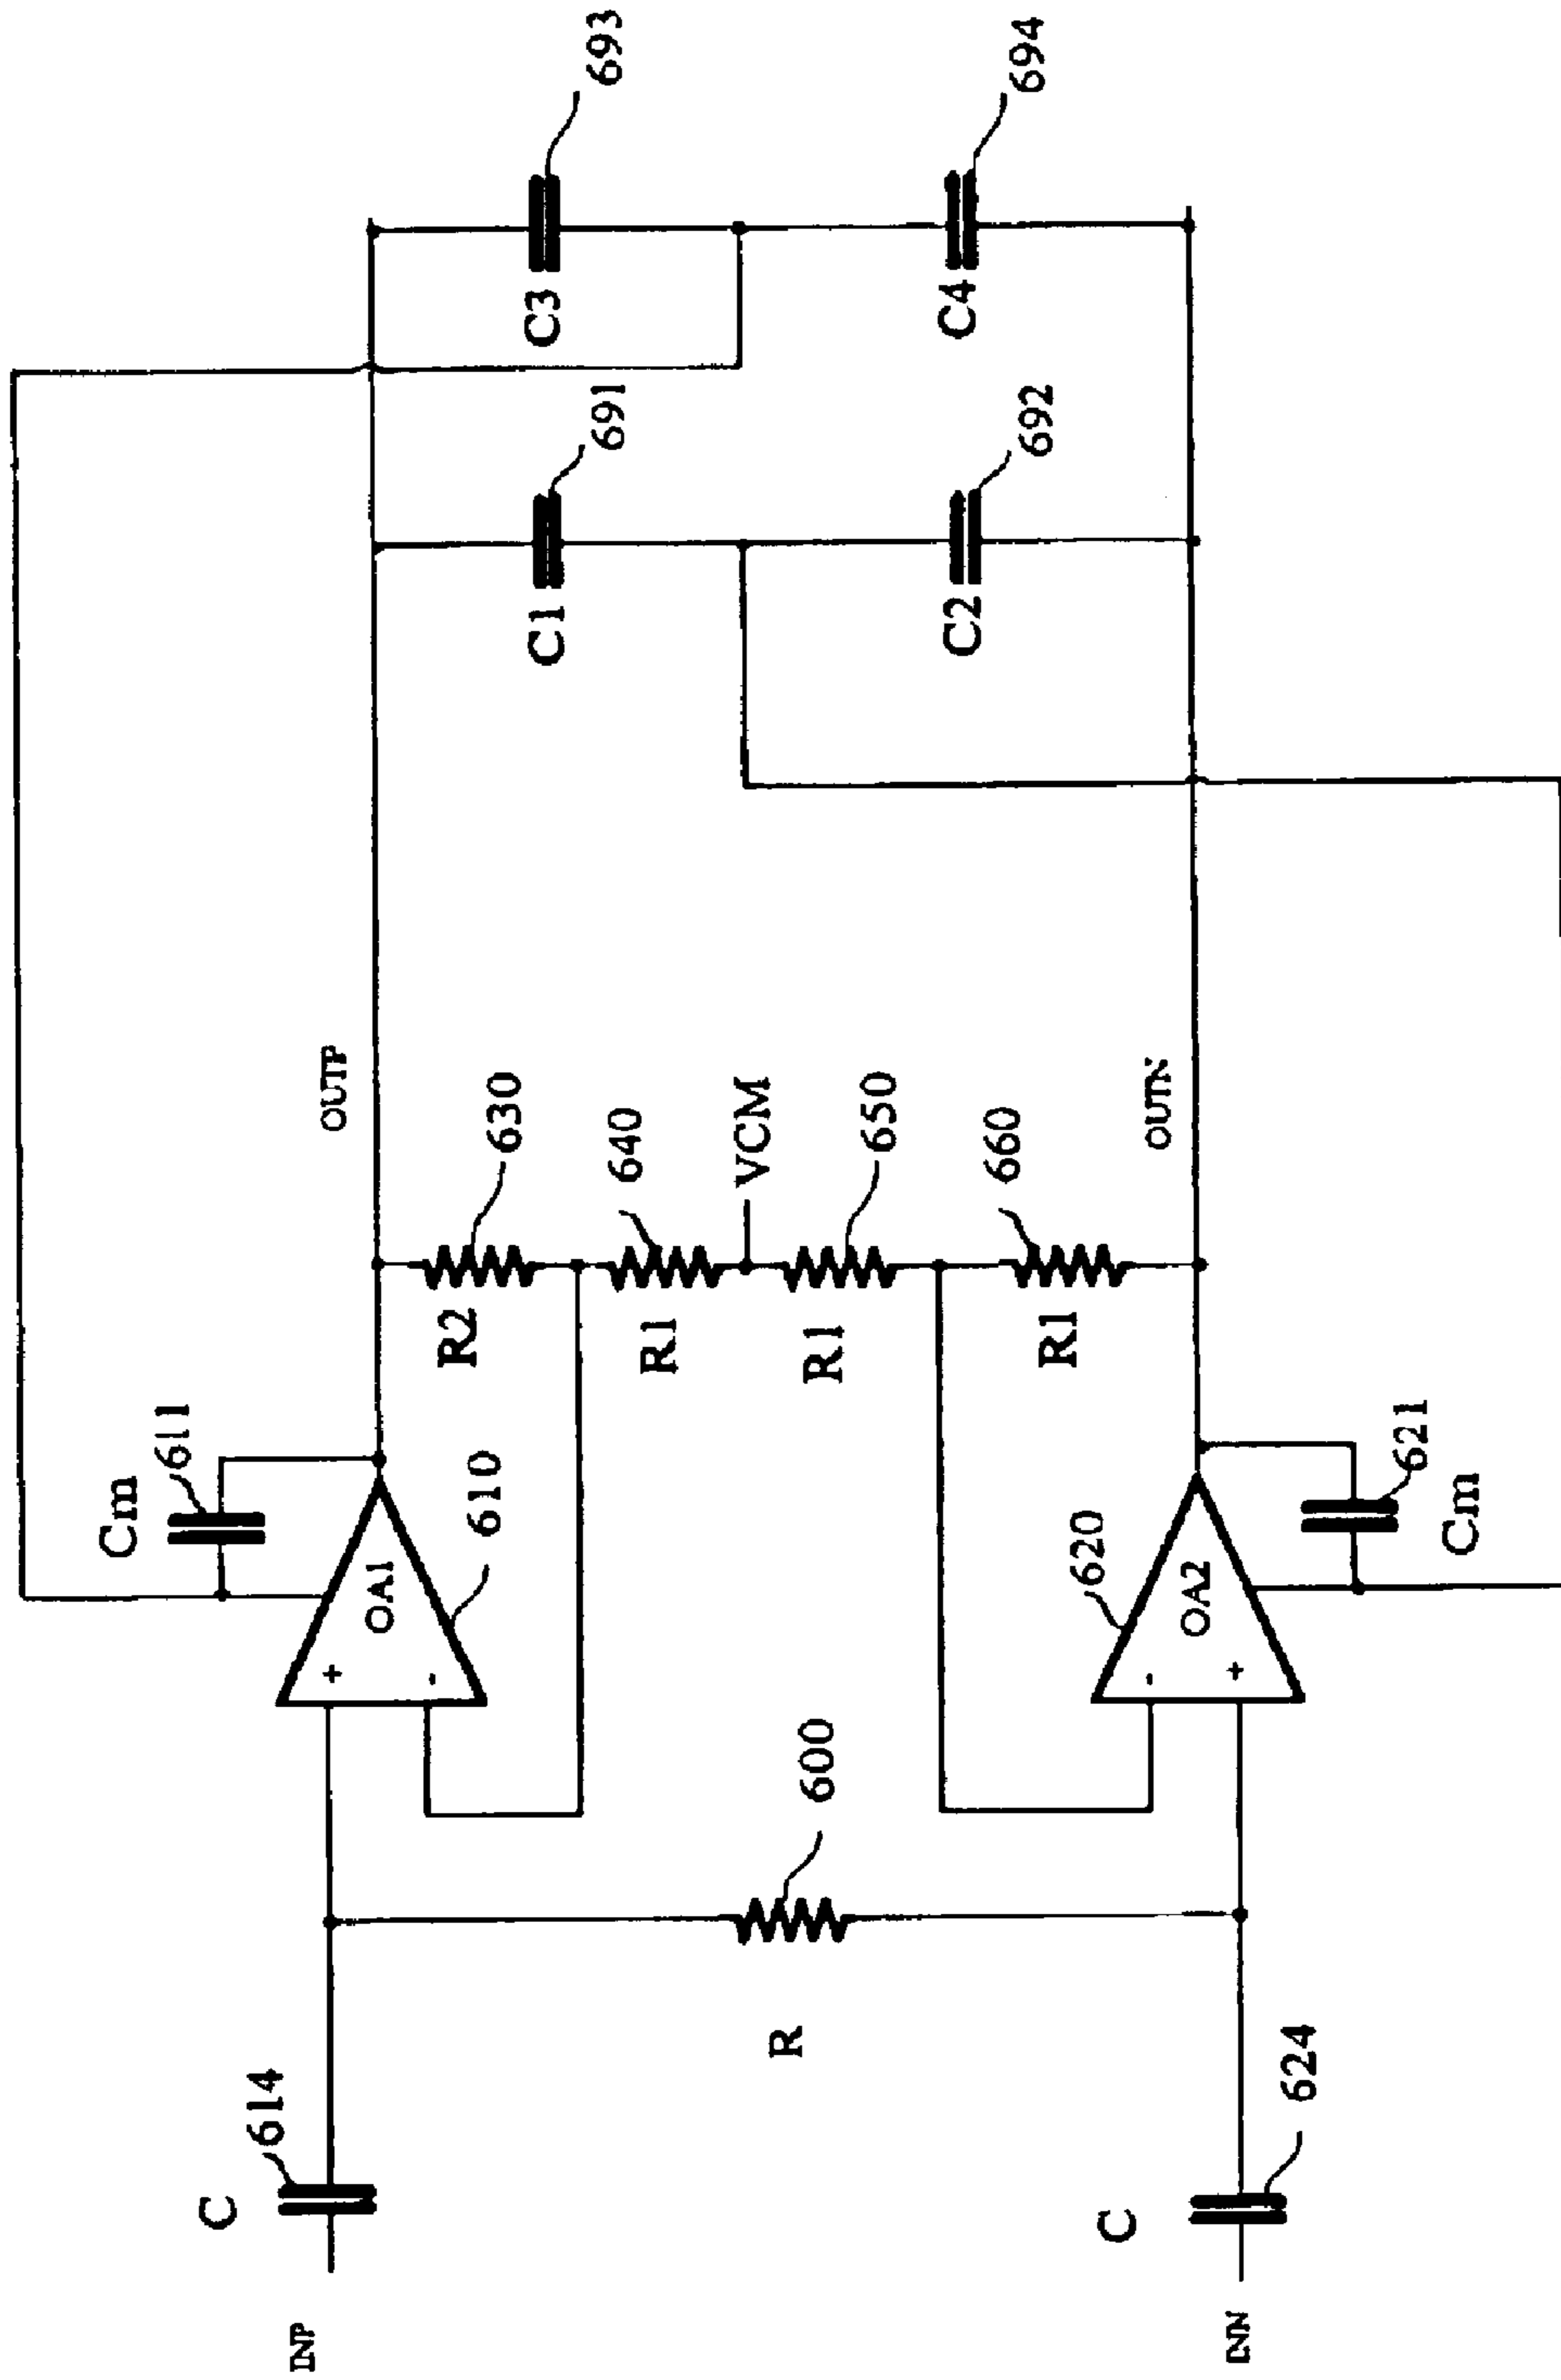 693
694
C3
C4
691
692
C1
C2
OUTP
630
640
VCM
650
660
OUTN
R2
R1
R1
R1
Cm
611
610
OA1
+
-
620
OA2
-
+
621
Cm
600
R
C
614
C
624
INP
INN